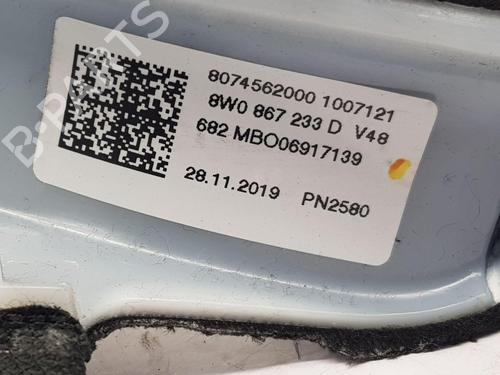 8074562000 1007121
8W0 867 233 D V48
682 MBO06917139
28.11.2019 PN2580
B-PARTS